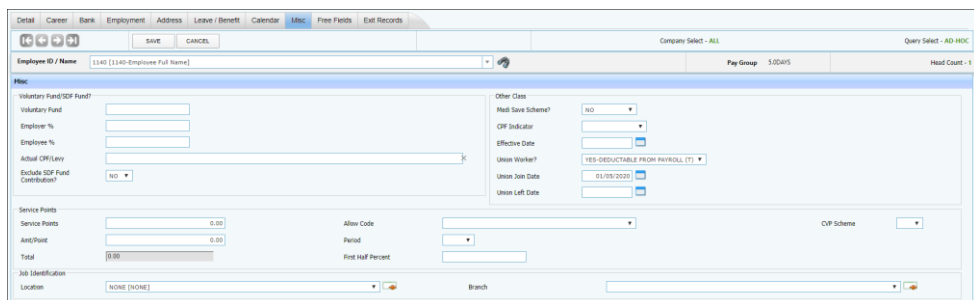 Detail Career Bank Employment Address Leave / Benefit Calendar Misc Free Fields Exit Records
SAVE CANCEL Company Select - ALL Query Select - AD-HOC
Employee ID / Name 1140 [1140-Employee Full Name] Pay Group 5.0DAYS Head Count - 1
Misc
Voluntary Fund/SDF Fund? Other Class
Voluntary Fund Medi Save Scheme? NO
Employer % CPF Indicator
Employee % Effective Date
Actual CPF/Levy Union Worker? YES-DEDUCTABLE FROM PAYROLL (T)
Exclude SDF Fund Contribution? NO Union Join Date 01/05/2020
Union Left Date
Service Points
Service Points 0.00 Allow Code CVP Scheme
Amt/Point 0.00 Period
Total 0.00 First Half Percent
Job Identification
Location NONE [NONE] Branch